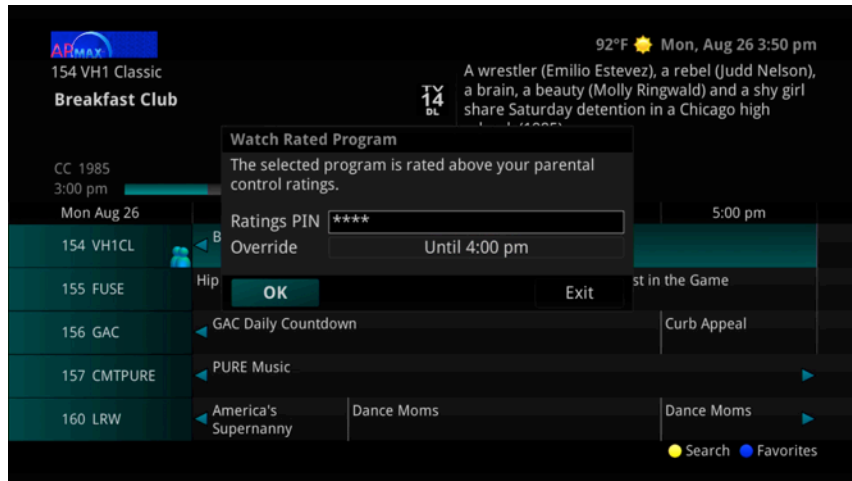 APMAX
92°F Mon, Aug 26 3:50 pm
154 VH1 Classic
Breakfast Club
TV
14
DL
A wrestler (Emilio Estevez), a rebel (Judd Nelson),
a brain, a beauty (Molly Ringwald) and a shy girl
share Saturday detention in a Chicago high
Watch Rated Program
The selected program is rated above your parental
control ratings.
CC 1985
3:00 pm
Ratings PIN ****
Override Until 4:00 pm
OK Exit
Mon Aug 26 5:00 pm
154 VH1CL B
155 FUSE Hip st in the Game
156 GAC GAC Daily Countdown Curb Appeal
157 CMTPURE PURE Music
160 LRW America's Supernanny Dance Moms Dance Moms
Search Favorites